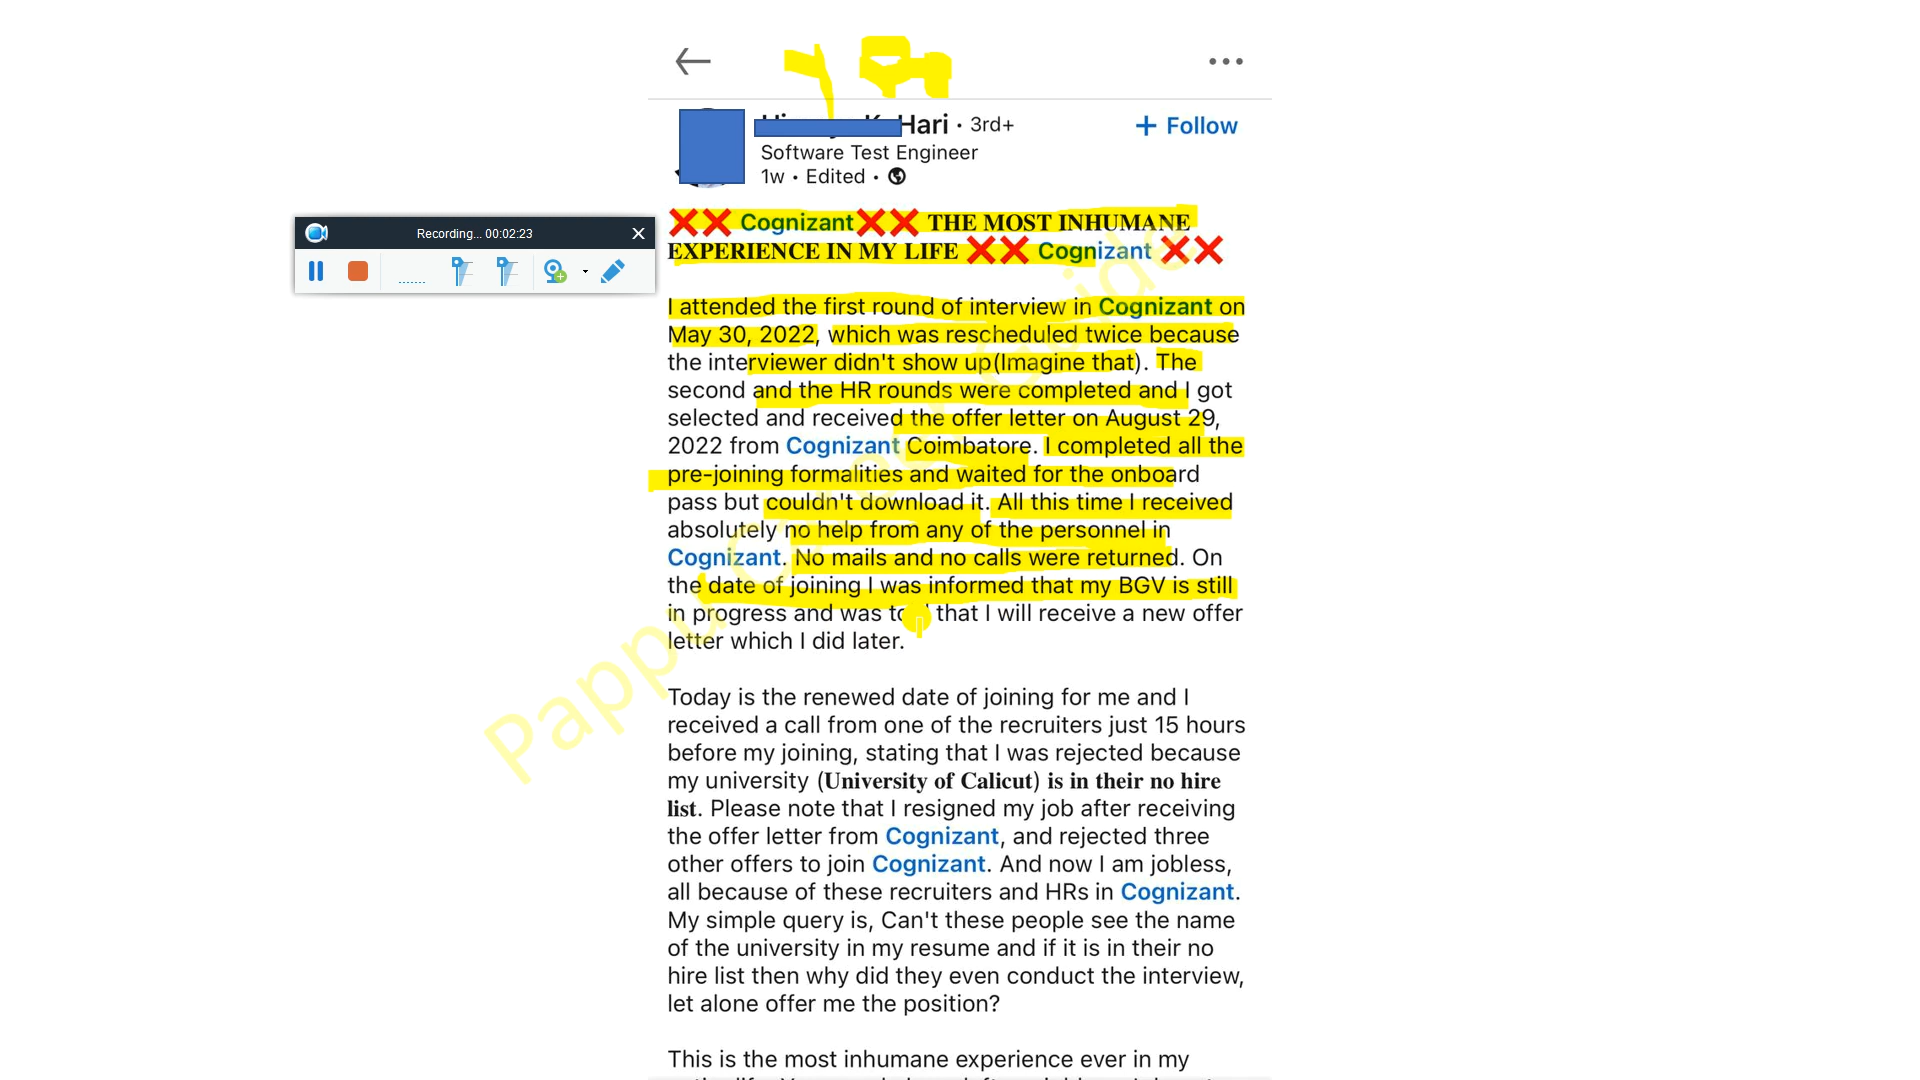 Hari • 3rd+
+ Follow
Software Test Engineer
1w • Edited •
Recording... 00:02:23
❌❌ Cognizant❌❌ THE MOST INHUMANE
EXPERIENCE IN MY LIFE ❌❌ Cognizant ❌❌
I attended the first round of interview in Cognizant on
May 30, 2022, which was rescheduled twice because
the interviewer didn't show up(Imagine that). The
second and the HR rounds were completed and I got
selected and received the offer letter on August 29,
2022 from Cognizant Coimbatore. I completed all the
pre-joining formalities and waited for the onboard
pass but couldn't download it. All this time I received
absolutely no help from any of the personnel in
Cognizant. No mails and no calls were returned. On
the date of joining I was informed that my BGV is still
in progress and was that I will receive a new offer
letter which I did later.
Today is the renewed date of joining for me and I
received a call from one of the recruiters just 15 hours
before my joining, stating that I was rejected because
my university (University of Calicut) is in their no hire
list. Please note that I resigned my job after receiving
the offer letter from Cognizant, and rejected three
other offers to join Cognizant. And now I am jobless,
all because of these recruiters and HRs in Cognizant.
My simple query is, Can't these people see the name
of the university in my resume and if it is in their no
hire list then why did they even conduct the interview,
let alone offer me the position?
This is the most inhumane experience ever in my
Pappu